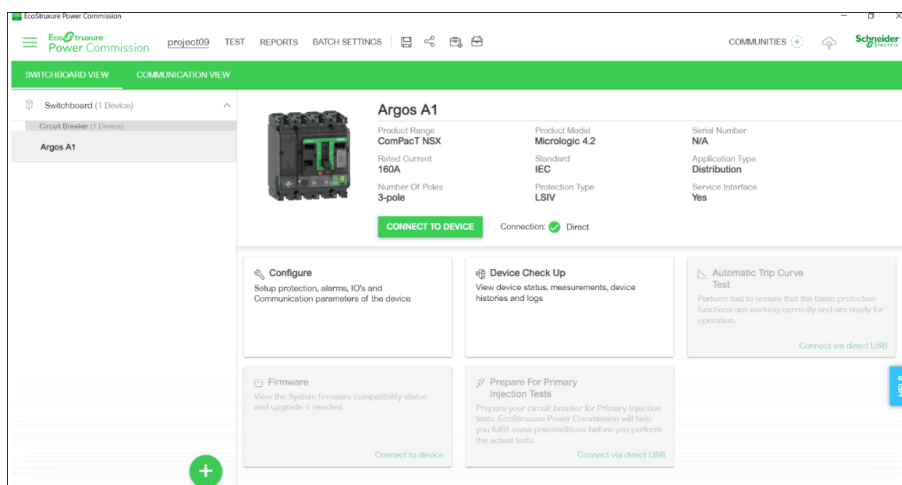 EcoStruxure Power Commission
EcoStruxure
Power Commission
project09 TEST REPORTS BATCH SETTINGS
COMMUNITIES
Schneider
Electric
SWITCHBOARD VIEW COMMUNICATION VIEW
Switchboard (1 Device)
Circuit Breaker (1 Device)
Argos A1
Argos A1
Product Range Product Model Serial Number
ComPacT NSX Micrologic 4.2 N/A
Rated Current Standard Application Type
160A IEC Distribution
Number Of Poles Protection Type Service Interface
3-pole LSIV Yes
CONNECT TO DEVICE Connection: Direct
Configure
Setup protection, alarms, IO's and
Communication parameters of the device
Device Check Up
View device status, measurements, device
histories and logs
Automatic Trip Curve
Test
Perform test to ensure that the basic protection
functions are working correctly and are ready for
operation.
Connect via direct USB
Firmware
View the System firmware compatibility status
and upgrade if needed.
Connect to device
Prepare For Primary
Injection Tests
Prepare your circuit breaker for Primary Injection
tests. EcoStruxure Power Commission will help
you fulfill some preconditions before you perform
the actual tests.
Connect via direct USB
HELP